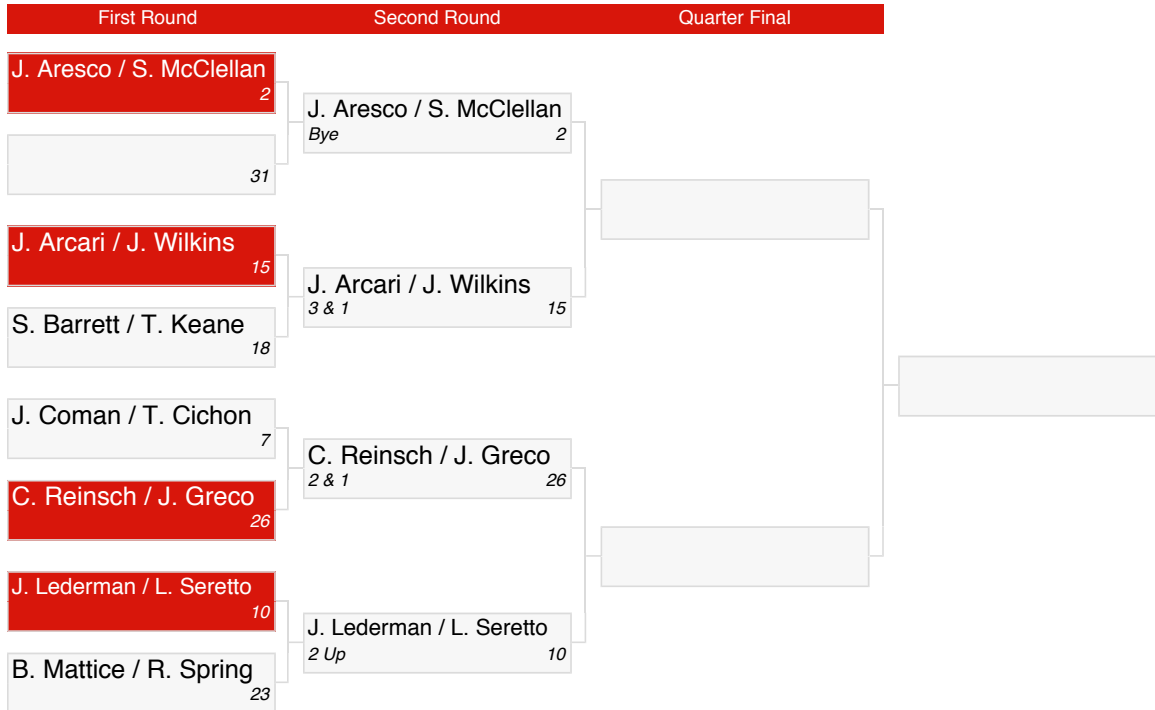 First Round Second Round Quarter Final
J. Aresco / S. McClellan
2
31
J. Arcari / J. Wilkins
15
S. Barrett / T. Keane
18
J. Coman / T. Cichon
7
C. Reinsch / J. Greco
26
J. Lederman / L. Seretto
10
B. Mattice / R. Spring
23
J. Aresco / S. McClellan
Bye 2
J. Arcari / J. Wilkins
3 & 1 15
C. Reinsch / J. Greco
2 & 1 26
J. Lederman / L. Seretto
2 Up 10